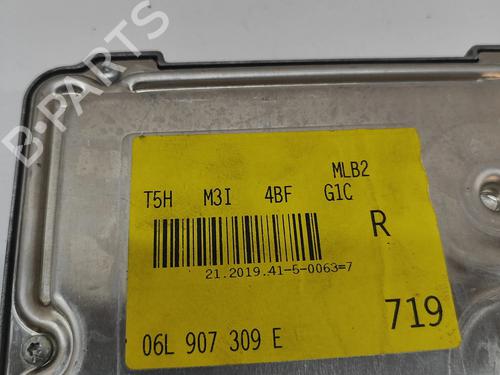 B-PARTS
MLB2
T5H M3I 4BF G1C
R
21.2019.41-5-0063=7
719
06L 907 309 E